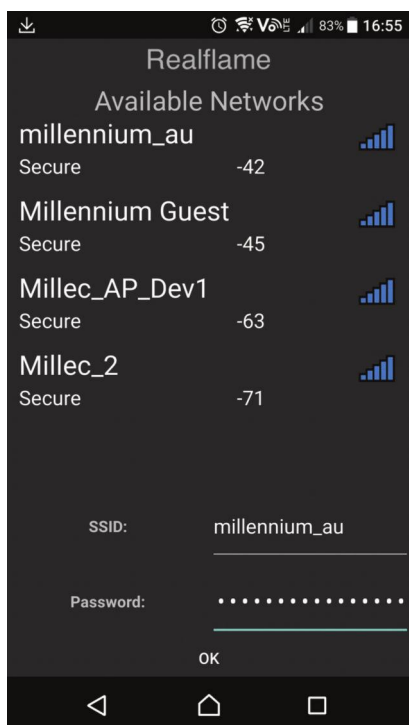 VoLTE 83% 16:55
Realflame
Available Networks
millennium_au
Secure -42
Millennium Guest
Secure -45
Millec_AP_Dev1
Secure -63
Millec_2
Secure -71
SSID: millennium_au
Password: ••••••••••••••••
OK